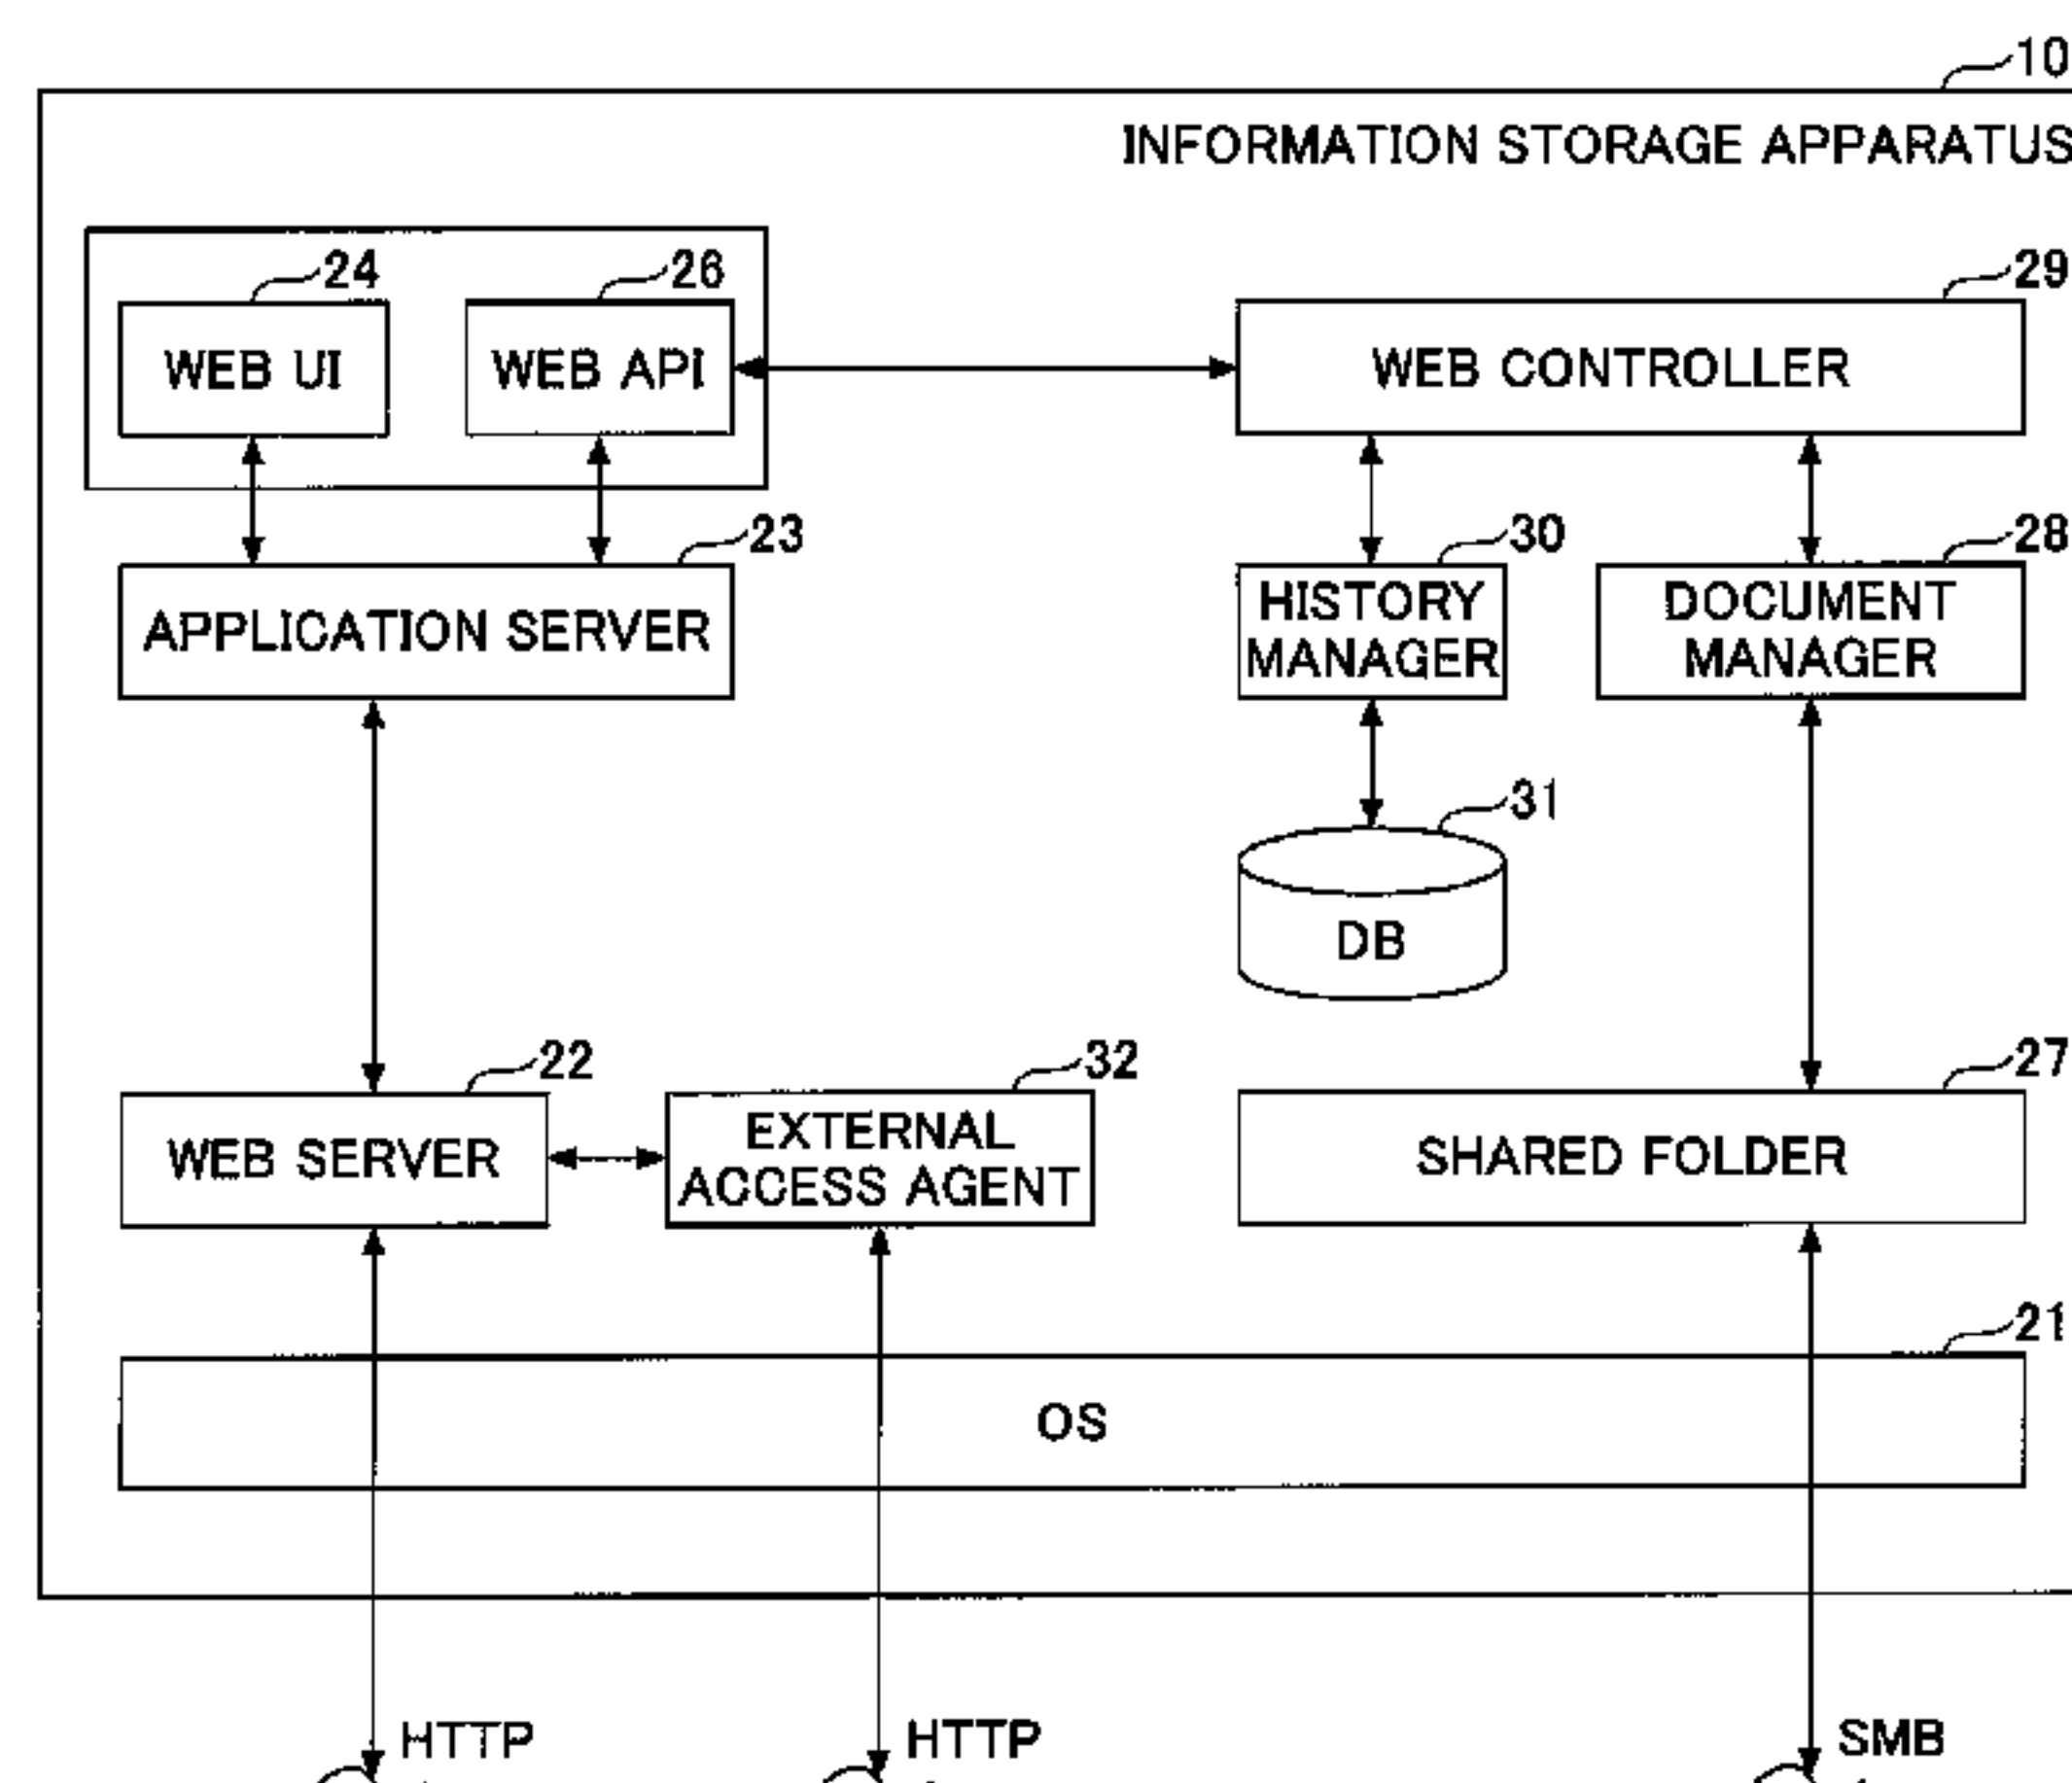 10
INFORMATION STORAGE APPARATUS
24
26
29
WEB UI
WEB API
WEB CONTROLLER
23
30
28
APPLICATION SERVER
HISTORY
MANAGER
DOCUMENT
MANAGER
31
DB
22
32
27
WEB SERVER
EXTERNAL
ACCESS AGENT
SHARED FOLDER
21
OS
HTTP
HTTP
SMB